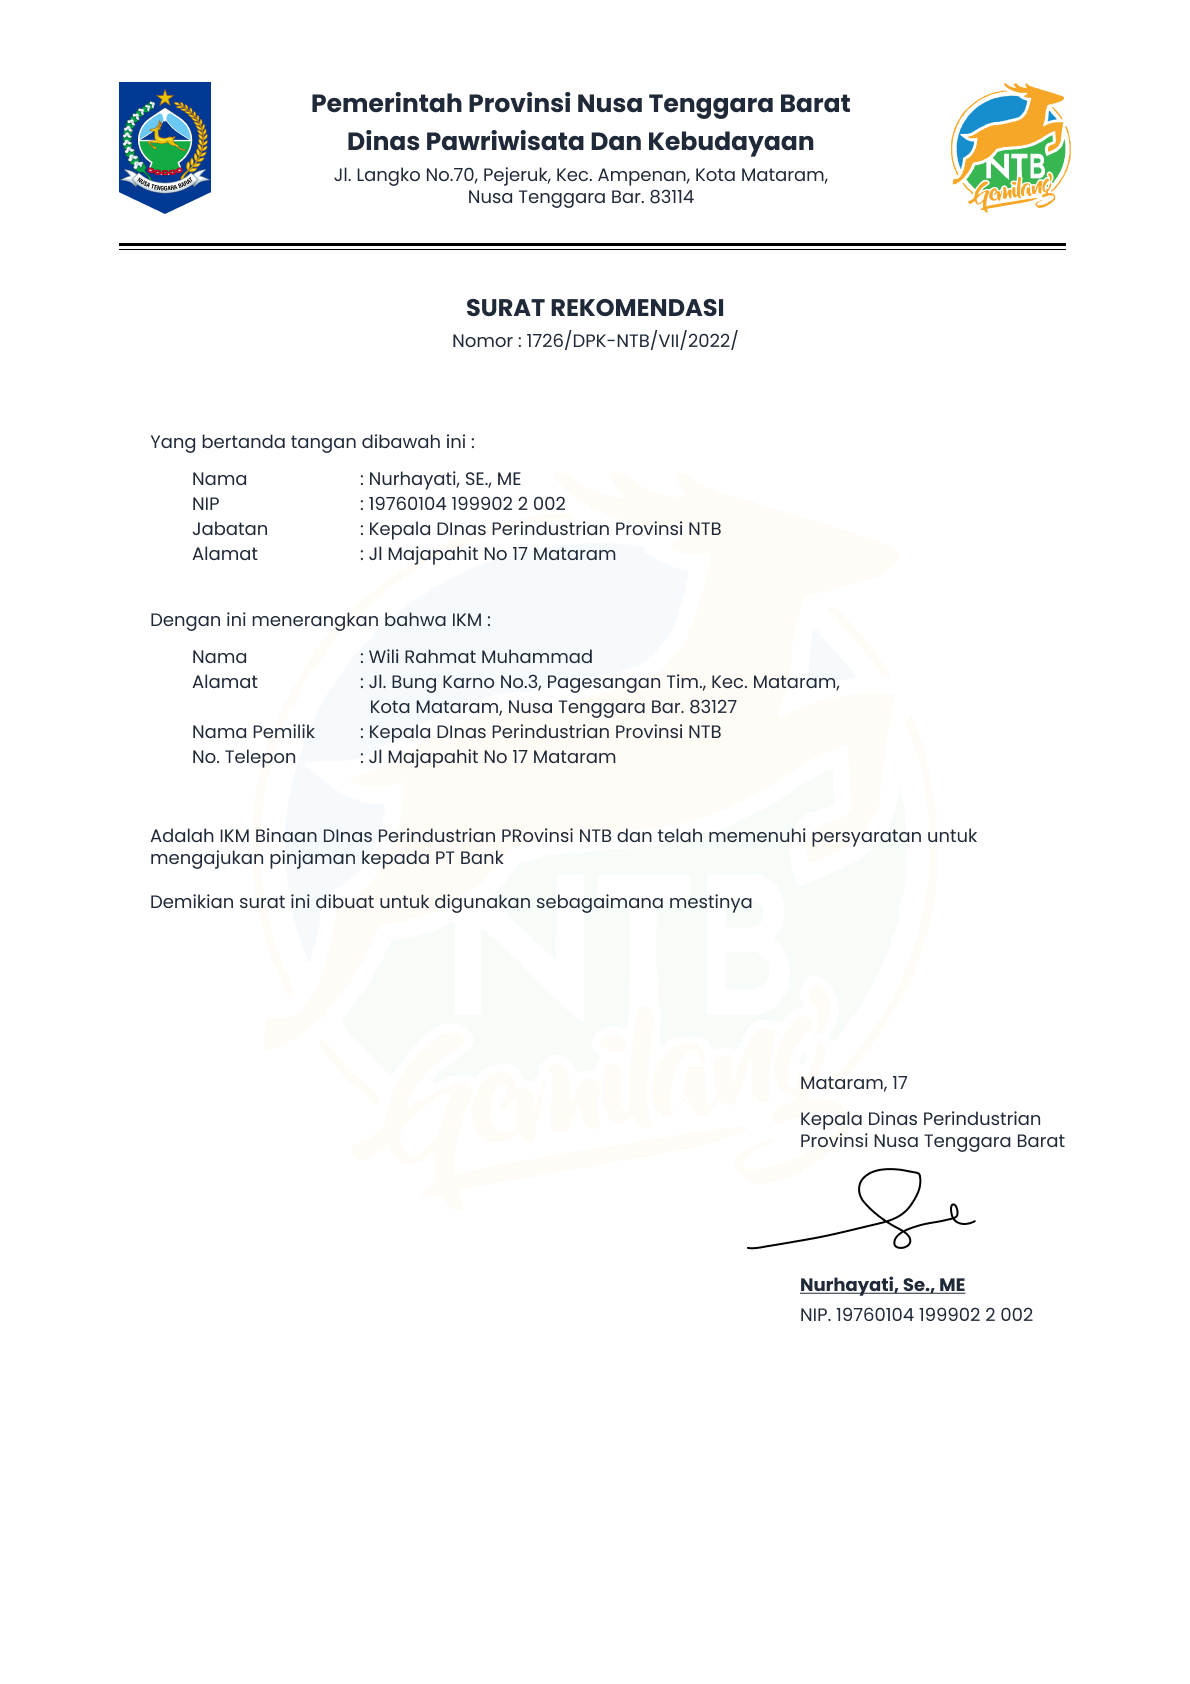 NUSA TENGGARA BARAT
Pemerintah Provinsi Nusa Tenggara Barat
Dinas Pawriwisata Dan Kebudayaan
Jl. Langko No.70, Pejeruk, Kec. Ampenan, Kota Mataram,
Nusa Tenggara Bar. 83114
NTB
Gemilang
SURAT REKOMENDASI
Nomor : 1726/DPK-NTB/VII/2022/
Yang bertanda tangan dibawah ini :
Nama : Nurhayati, SE., ME
NIP : 19760104 199902 2 002
Jabatan : Kepala DInas Perindustrian Provinsi NTB
Alamat : Jl Majapahit No 17 Mataram
Dengan ini menerangkan bahwa IKM :
Nama : Wili Rahmat Muhammad
Alamat : Jl. Bung Karno No.3, Pagesangan Tim., Kec. Mataram,
Kota Mataram, Nusa Tenggara Bar. 83127
Nama Pemilik : Kepala DInas Perindustrian Provinsi NTB
No. Telepon : Jl Majapahit No 17 Mataram
Adalah IKM Binaan DInas Perindustrian PRovinsi NTB dan telah memenuhi persyaratan untuk
mengajukan pinjaman kepada PT Bank
Demikian surat ini dibuat untuk digunakan sebagaimana mestinya
NTB
Gemilang
Mataram, 17
Kepala Dinas Perindustrian
Provinsi Nusa Tenggara Barat
Nurhayati, Se., ME
NIP. 19760104 199902 2 002